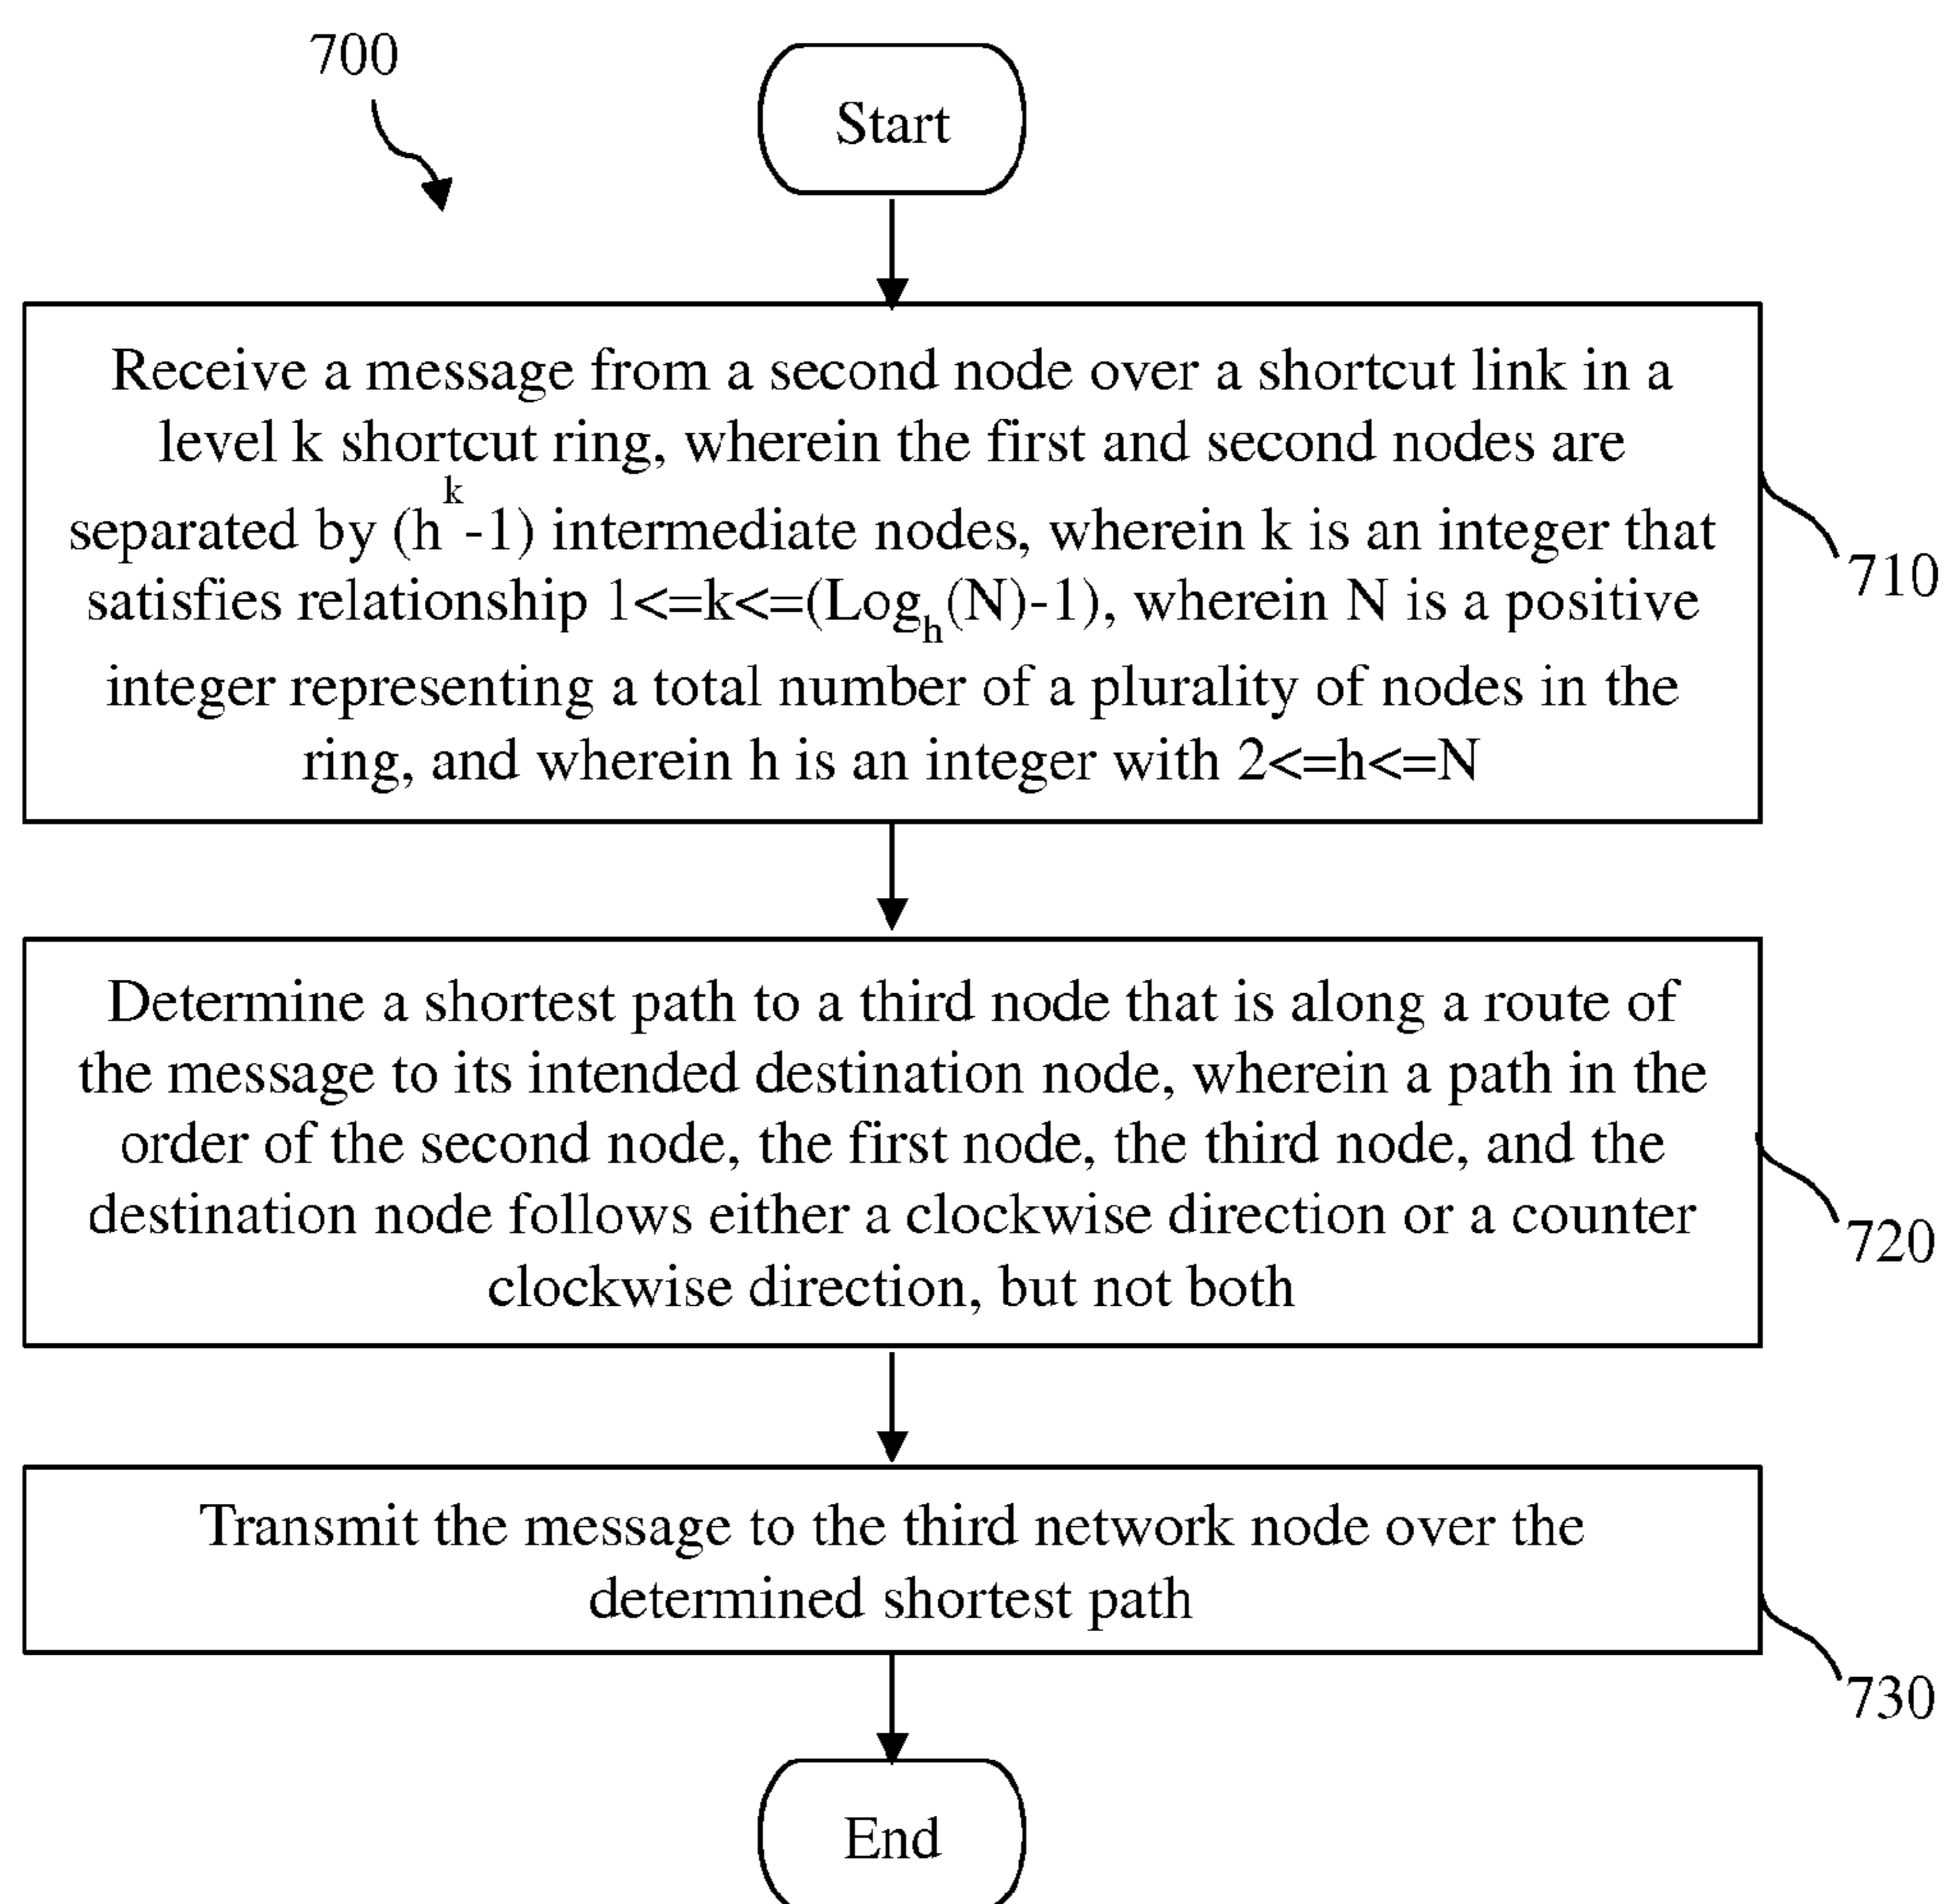 700
Start
Receive a message from a second node over a shortcut link in a
level k shortcut ring, wherein the first and second nodes are
separated by (h^k-1) intermediate nodes, wherein k is an integer that
satisfies relationship 1<=k<=(Log_h(N)-1), wherein N is a positive
integer representing a total number of a plurality of nodes in the
ring, and wherein h is an integer with 2<=h<=N
710
Determine a shortest path to a third node that is along a route of
the message to its intended destination node, wherein a path in the
order of the second node, the first node, the third node, and the
destination node follows either a clockwise direction or a counter
clockwise direction, but not both
720
Transmit the message to the third network node over the
determined shortest path
730
End